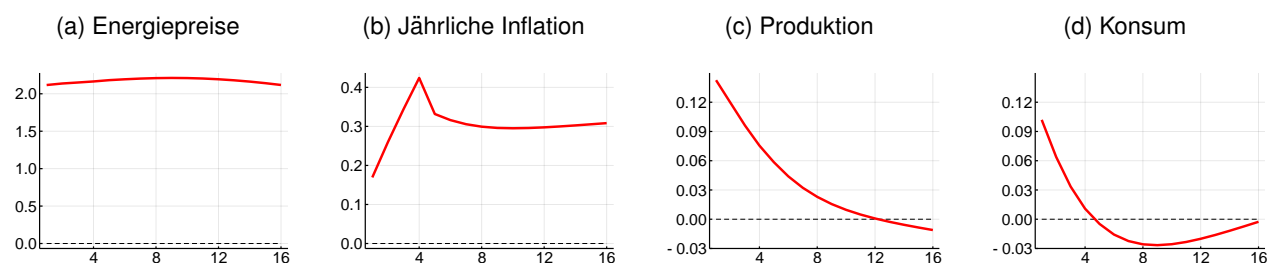 (a) Energiepreise
(b) Jährliche Inflation
(c) Produktion
(d) Konsum
2.0
1.5
1.0
0.5
0.0
4 8 12 16
0.4
0.3
0.2
0.1
0.0
4 8 12 16
0.12
0.09
0.06
0.03
0.00
- 0.03
4 8 12 16
0.12
0.09
0.06
0.03
0.00
- 0.03
4 8 12 16